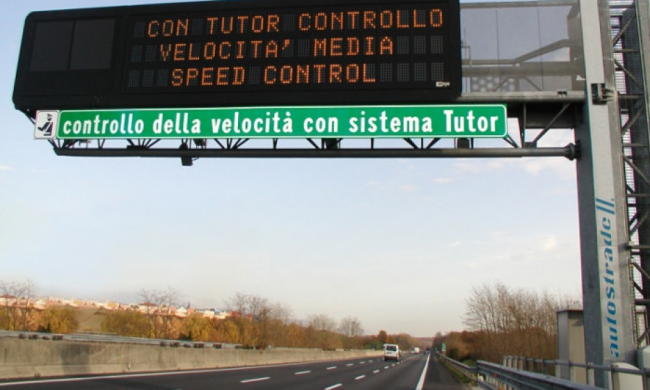 CON TUTOR CONTROLLO
VELOCITA' MEDIA
SPEED CONTROL
controllo della velocità con sistema Tutor
autostrade